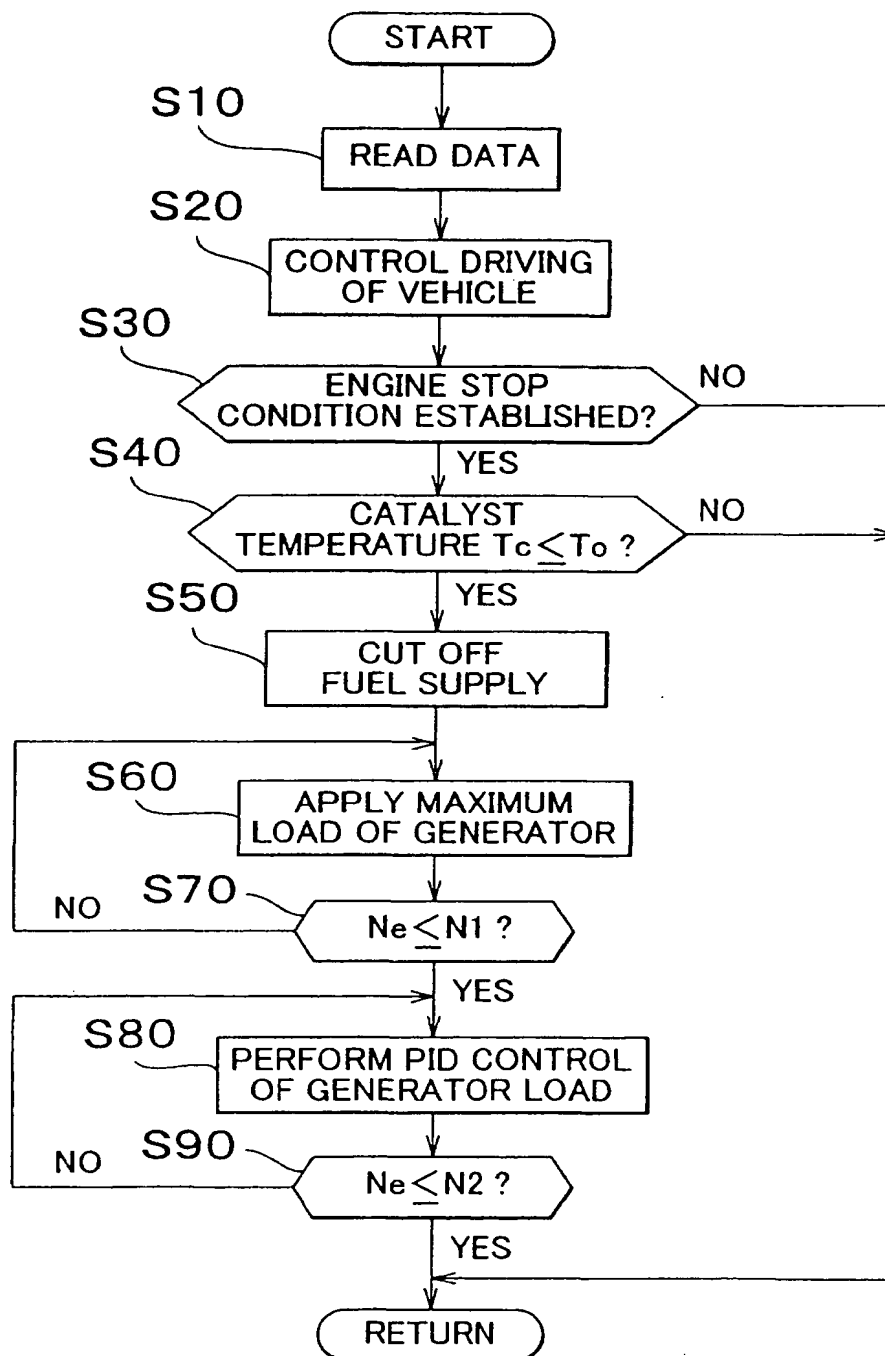 START
S10
READ DATA
S20
CONTROL DRIVING
OF VEHICLE
S30
ENGINE STOP
CONDITION ESTABLISHED?
NO
YES
S40
CATALYST
TEMPERATURE Tc ≤ To ?
NO
YES
S50
CUT OFF
FUEL SUPPLY
S60
APPLY MAXIMUM
LOAD OF GENERATOR
S70
NO
Ne ≤ N1 ?
YES
S80
PERFORM PID CONTROL
OF GENERATOR LOAD
S90
NO
Ne ≤ N2 ?
YES
RETURN